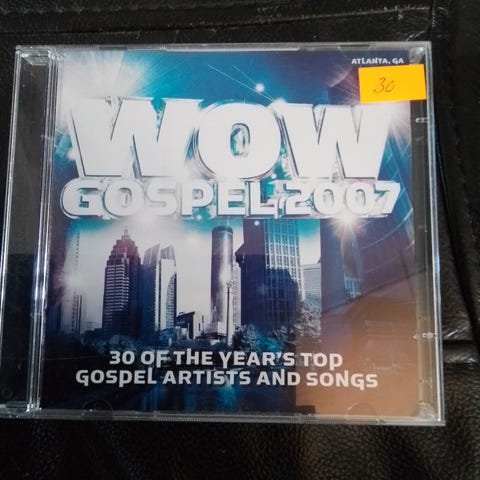 ATLANTA, GA
30
WOW
GOSPEL 2007
30 OF THE YEAR'S TOP
GOSPEL ARTISTS AND SONGS